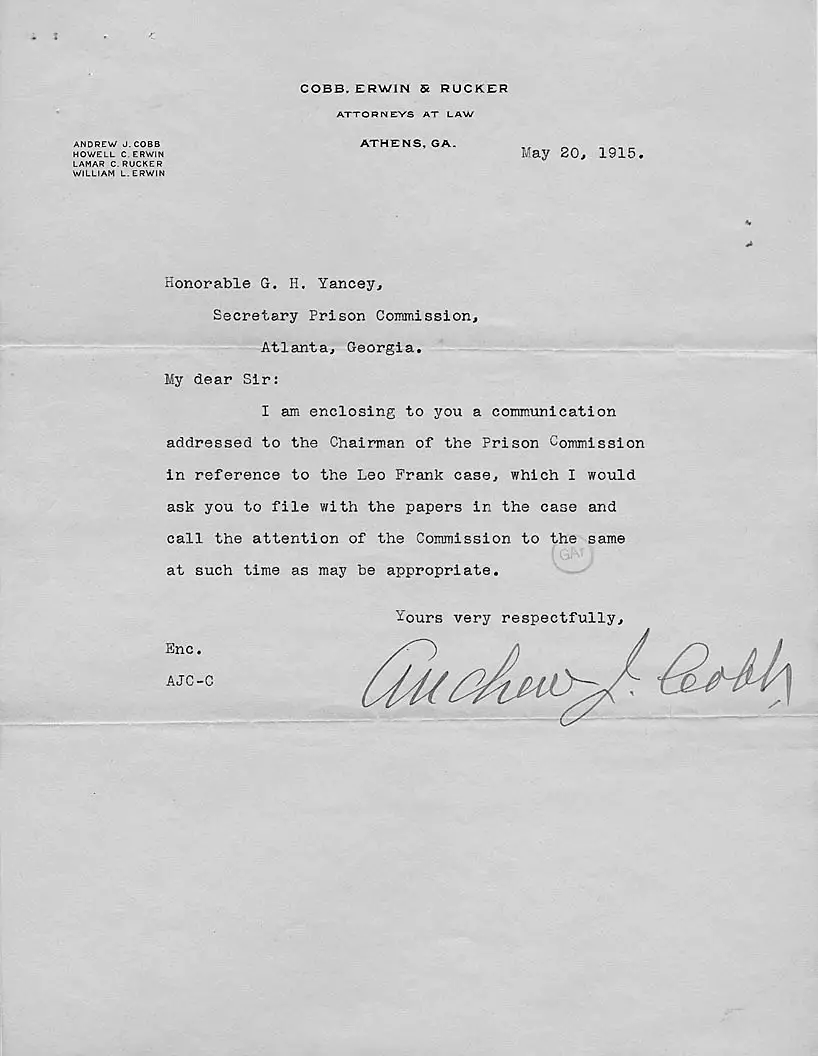 COBB, ERWIN & RUCKER
ATTORNEYS AT LAW
ATHENS, GA.
ANDREW J. COBB
HOWELL C. ERWIN
LAMAR C. RUCKER
WILLIAM L. ERWIN
May 20, 1915.
Honorable G. H. Yancey,
Secretary Prison Commission,
Atlanta, Georgia.
My dear Sir:
I am enclosing to you a communication
addressed to the Chairman of the Prison Commission
in reference to the Leo Frank case, which I would
ask you to file with the papers in the case and
call the attention of the Commission to the same
at such time as may be appropriate.
Yours very respectfully,
Enc.
AJC-C
Andrew J. Cobb